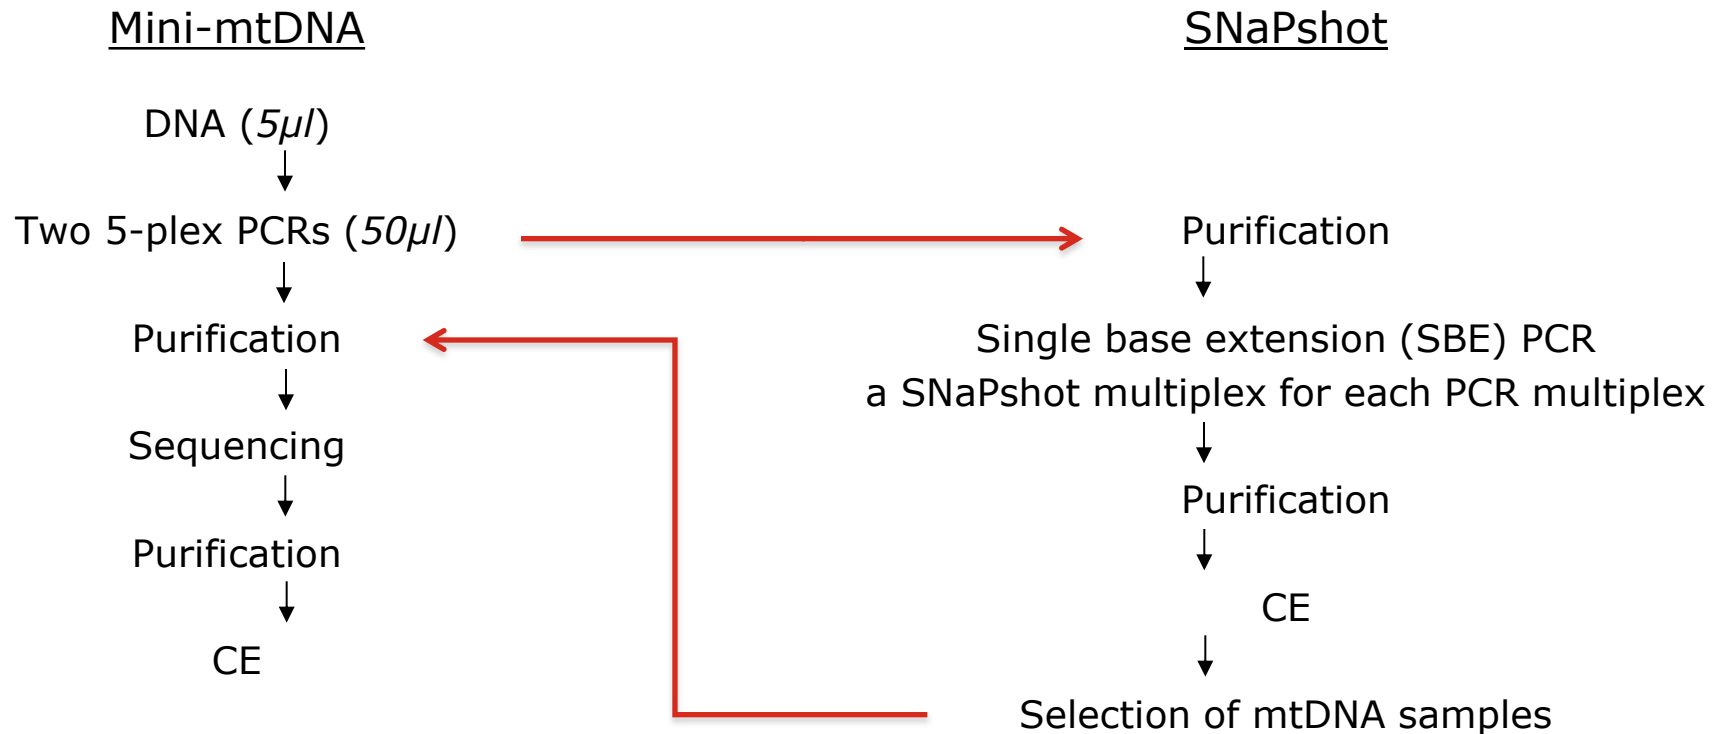 Mini-mtDNA
DNA (5µl)
Two 5-plex PCRs (50µl)
Purification
Sequencing
Purification
CE
SNaPshot
Purification
Single base extension (SBE) PCR
a SNaPshot multiplex for each PCR multiplex
Purification
CE
Selection of mtDNA samples